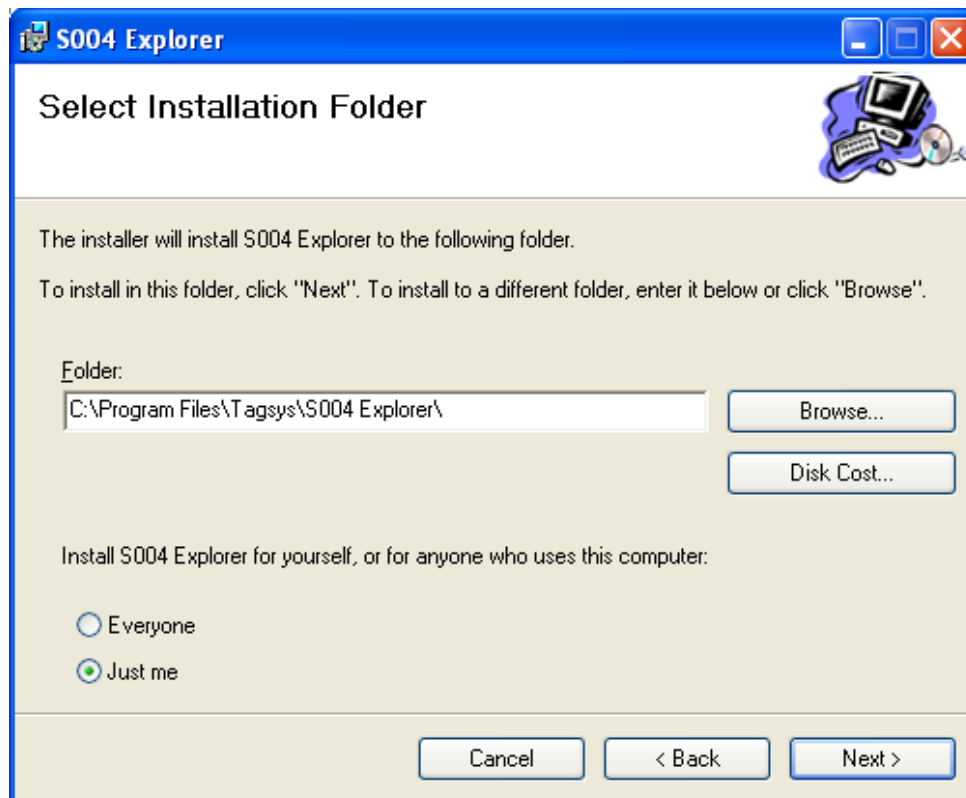 S004 Explorer
Select Installation Folder
The installer will install S004 Explorer to the following folder.
To install in this folder, click "Next". To install to a different folder, enter it below or click "Browse".
Folder:
C:\Program Files\Tagsys\S004 Explorer\
Browse...
Disk Cost...
Install S004 Explorer for yourself, or for anyone who uses this computer:
Everyone
Just me
Cancel
< Back
Next >